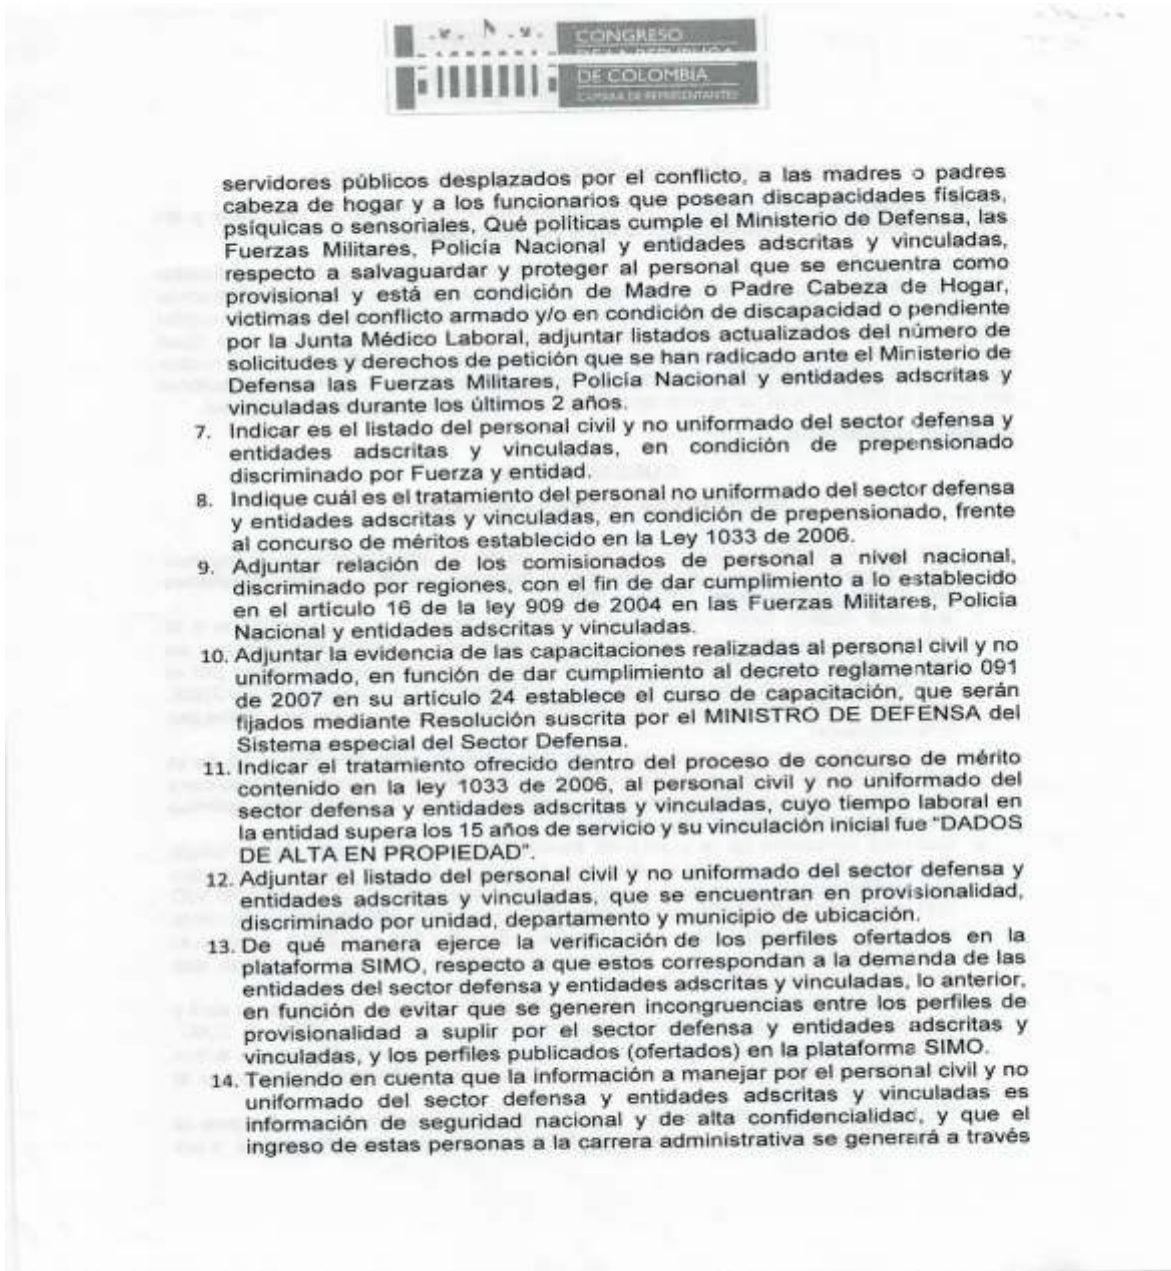 CONGRESO
DE LA REPUBLICA
DE COLOMBIA
CAMARA DE REPRESENTANTES
servidores públicos desplazados por el conflicto, a las madres o padres
cabeza de hogar y a los funcionarios que posean discapacidades físicas,
psíquicas o sensoriales, Qué políticas cumple el Ministerio de Defensa, las
Fuerzas Militares, Policía Nacional y entidades adscritas y vinculadas,
respecto a salvaguardar y proteger al personal que se encuentra como
provisional y está en condición de Madre o Padre Cabeza de Hogar,
victimas del conflicto armado y/o en condición de discapacidad o pendiente
por la Junta Médico Laboral, adjuntar listados actualizados del número de
solicitudes y derechos de petición que se han radicado ante el Ministerio de
Defensa las Fuerzas Militares, Policía Nacional y entidades adscritas y
vinculadas durante los últimos 2 años.
7. Indicar es el listado del personal civil y no uniformado del sector defensa y
entidades adscritas y vinculadas, en condición de prepensionado
discriminado por Fuerza y entidad.
8. Indique cuál es el tratamiento del personal no uniformado del sector defensa
y entidades adscritas y vinculadas, en condición de prepensionado, frente
al concurso de méritos establecido en la Ley 1033 de 2006.
9. Adjuntar relación de los comisionados de personal a nivel nacional,
discriminado por regiones, con el fin de dar cumplimiento a lo establecido
en el artículo 16 de la ley 909 de 2004 en las Fuerzas Militares, Policía
Nacional y entidades adscritas y vinculadas.
10. Adjuntar la evidencia de las capacitaciones realizadas al personal civil y no
uniformado, en función de dar cumplimiento al decreto reglamentario 091
de 2007 en su artículo 24 establece el curso de capacitación, que serán
fijados mediante Resolución suscrita por el MINISTRO DE DEFENSA del
Sistema especial del Sector Defensa.
11. Indicar el tratamiento ofrecido dentro del proceso de concurso de mérito
contenido en la ley 1033 de 2006, al personal civil y no uniformado del
sector defensa y entidades adscritas y vinculadas, cuyo tiempo laboral en
la entidad supera los 15 años de servicio y su vinculación inicial fue "DADOS
DE ALTA EN PROPIEDAD".
12. Adjuntar el listado del personal civil y no uniformado del sector defensa y
entidades adscritas y vinculadas, que se encuentran en provisionalidad,
discriminado por unidad, departamento y municipio de ubicación.
13. De qué manera ejerce la verificación de los perfiles ofertados en la
plataforma SIMO, respecto a que estos correspondan a la demanda de las
entidades del sector defensa y entidades adscritas y vinculadas, lo anterior,
en función de evitar que se generen incongruencias entre los perfiles de
provisionalidad a suplir por el sector defensa y entidades adscritas y
vinculadas, y los perfiles publicados (ofertados) en la plataforma SIMO.
14. Teniendo en cuenta que la información a manejar por el personal civil y no
uniformado del sector defensa y entidades adscritas y vinculadas es
información de seguridad nacional y de alta confidencialidad, y que el
ingreso de estas personas a la carrera administrativa se generará a través